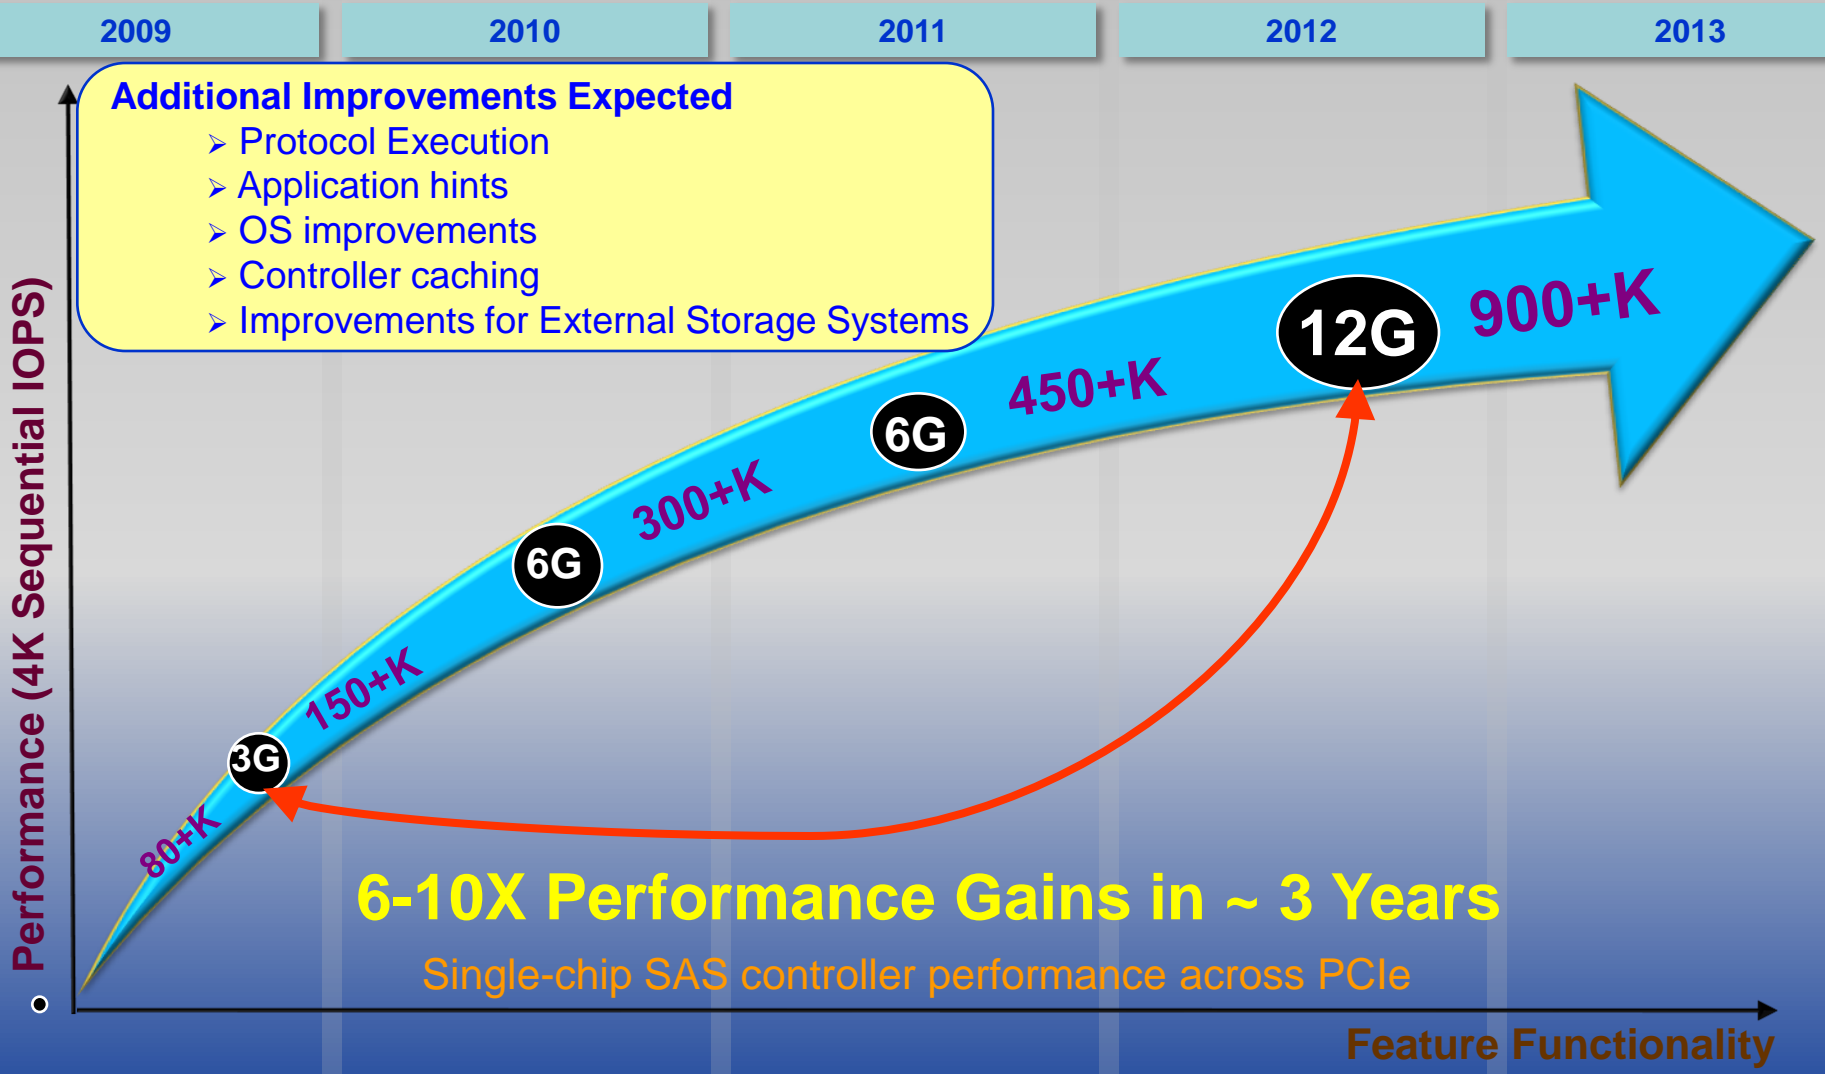 2009 2010 2011 2012 2013
Additional Improvements Expected
➢ Protocol Execution
➢ Application hints
➢ OS improvements
➢ Controller caching
➢ Improvements for External Storage Systems
Performance (4K Sequential IOPS)
80+K
3G
150+K
6G
300+K
6G
450+K
12G
900+K
6-10X Performance Gains in ~ 3 Years
Single-chip SAS controller performance across PCIe
Feature Functionality